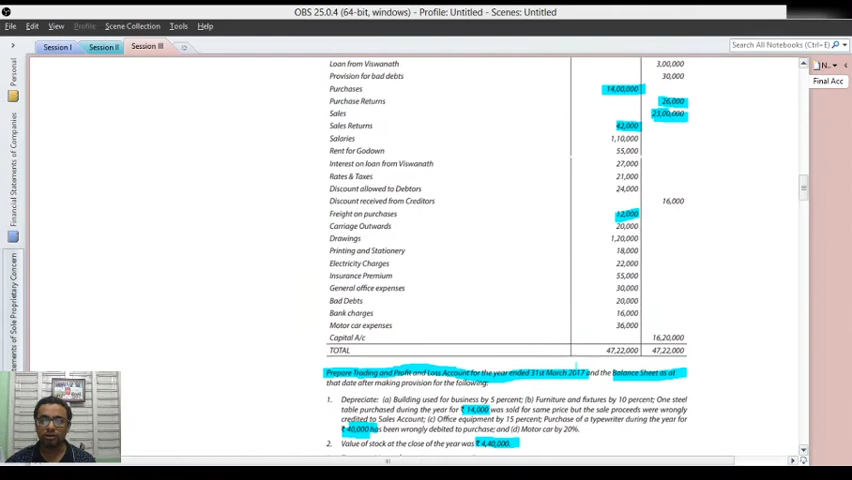 OBS 25.0.4 (64-bit, windows) - Profile: Untitled - Scenes: Untitled
File Edit View Profile Scene Collection Tools Help
Session I Session II Session III
Search All Notebooks (Ctrl+E)
N..
Final Acc
Personal
Financial Statements of Companies
tements of Sole Proprietary Concern
Loan from Viswanath 3,00,000
Provision for bad debts 30,000
Purchases 14,00,000
Purchase Returns 26,000
Sales 23,00,000
Sales Returns 42,000
Salaries 1,10,000
Rent for Godown 55,000
Interest on loan from Viswanath 27,000
Rates & Taxes 21,000
Discount allowed to Debtors 24,000
Discount received from Creditors 16,000
Freight on purchases 12,000
Carriage Outwards 20,000
Drawings 1,20,000
Printing and Stationery 18,000
Electricity Charges 22,000
Insurance Premium 55,000
General office expenses 30,000
Bad Debts 20,000
Bank charges 16,000
Motor car expenses 36,000
Capital A/c 16,20,000
TOTAL 47,22,000 47,22,000
Prepare Trading and Profit and Loss Account for the year ended 31st March 2017 and the Balance Sheet as at
that date after making provision for the following:
1. Depreciate: (a) Building used for business by 5 percent; (b) Furniture and fixtures by 10 percent; One steel
table purchased during the year for ₹ 14,000 was sold for same price but the sale proceeds were wrongly
credited to Sales Account; (c) Office equipment by 15 percent; Purchase of a typewriter during the year for
₹ 40,000 has been wrongly debited to purchase; and (d) Motor car by 20%.
2. Value of stock at the close of the year was ₹ 4,40,000.